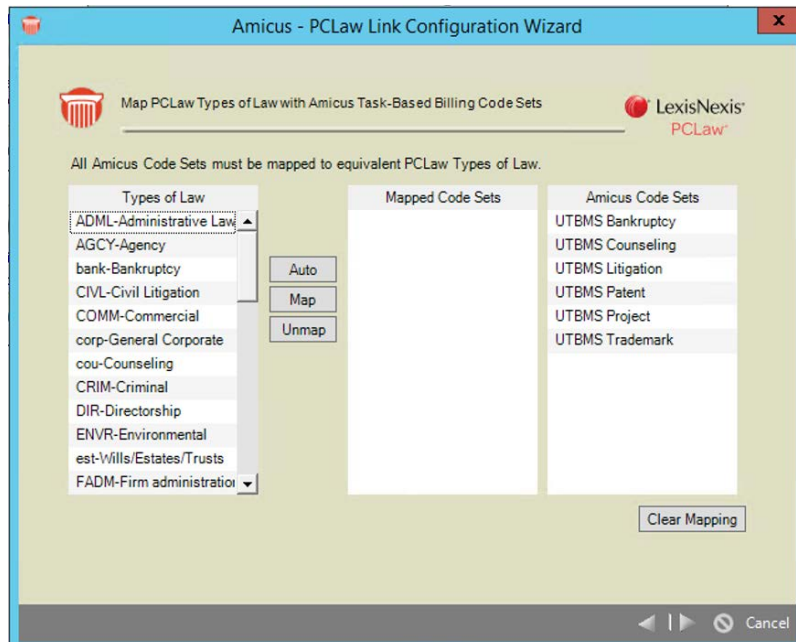 Amicus - PCLaw Link Configuration Wizard
x
Map PCLaw Types of Law with Amicus Task-Based Billing Code Sets
LexisNexis
PCLaw
All Amicus Code Sets must be mapped to equivalent PCLaw Types of Law.
Types of Law
ADML-Administrative Law
AGCY-Agency
bank-Bankruptcy
CIVL-Civil Litigation
COMM-Commercial
corp-General Corporate
cou-Counseling
CRIM-Criminal
DIR-Directorship
ENVR-Environmental
est-Wills/Estates/Trusts
FADM-Firm administration
Auto
Map
Unmap
Mapped Code Sets
Amicus Code Sets
UTBMS Bankruptcy
UTBMS Counseling
UTBMS Litigation
UTBMS Patent
UTBMS Project
UTBMS Trademark
Clear Mapping
Cancel